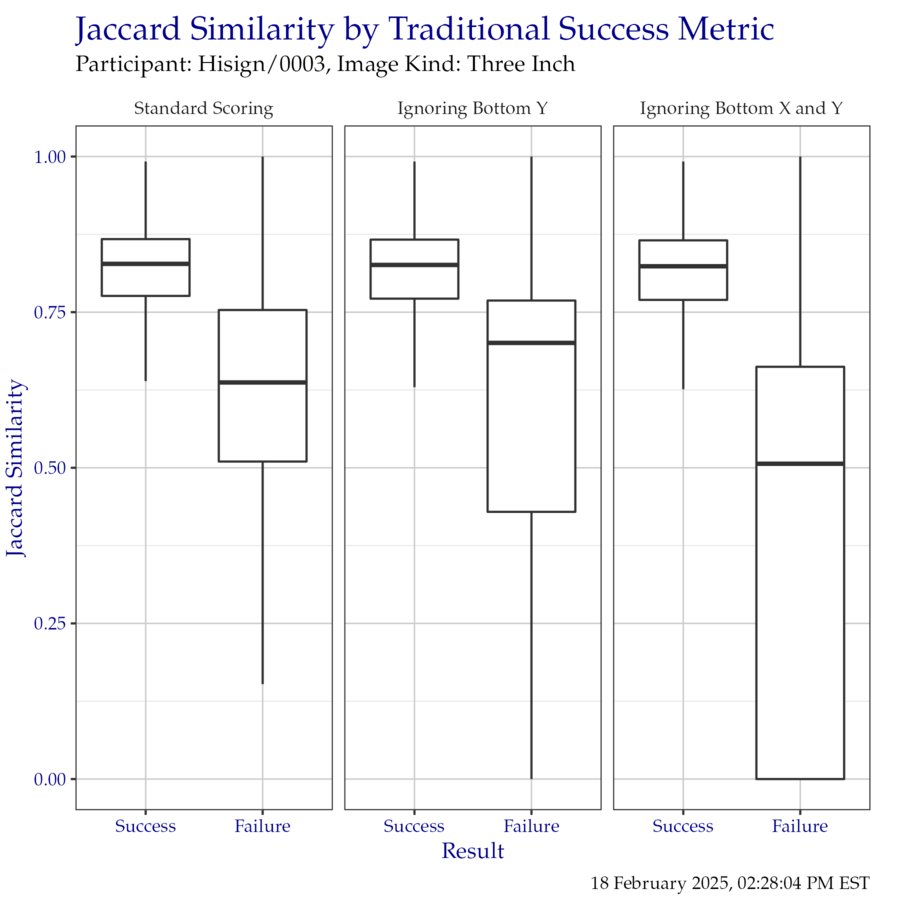 Jaccard Similarity by Traditional Success Metric
Participant: Hisign/0003, Image Kind: Three Inch
Standard Scoring
Ignoring Bottom Y
Ignoring Bottom X and Y
1.00
0.75
0.50
0.25
0.00
Jaccard Similarity
Success
Failure
Success
Failure
Success
Failure
Result
18 February 2025, 02:28:04 PM EST